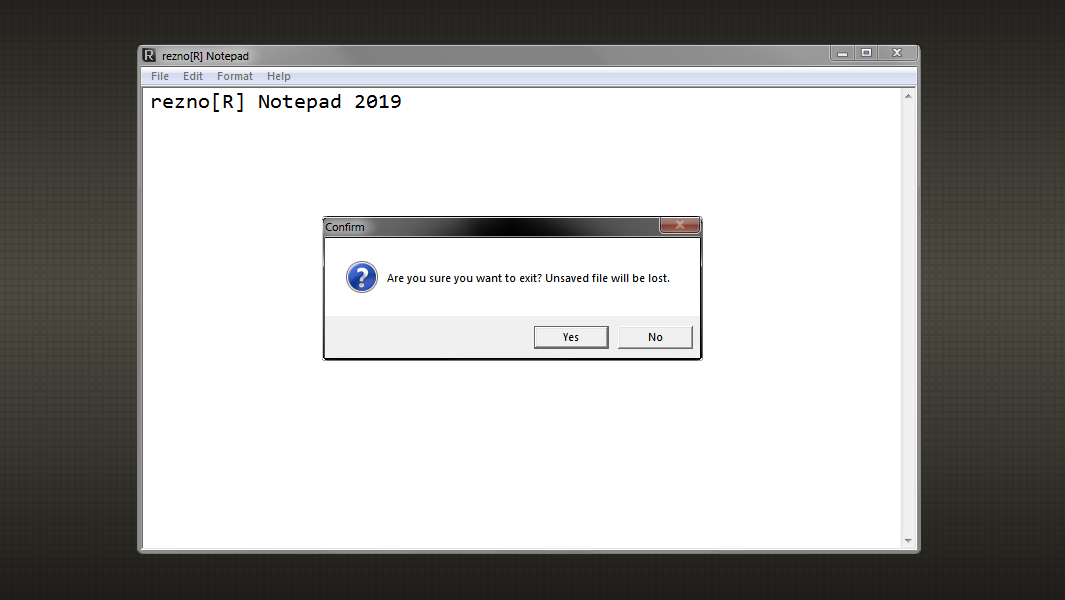 R rezno[R] Notepad
File Edit Format Help
rezno[R] Notepad 2019
Confirm
Are you sure you want to exit? Unsaved file will be lost.
Yes No